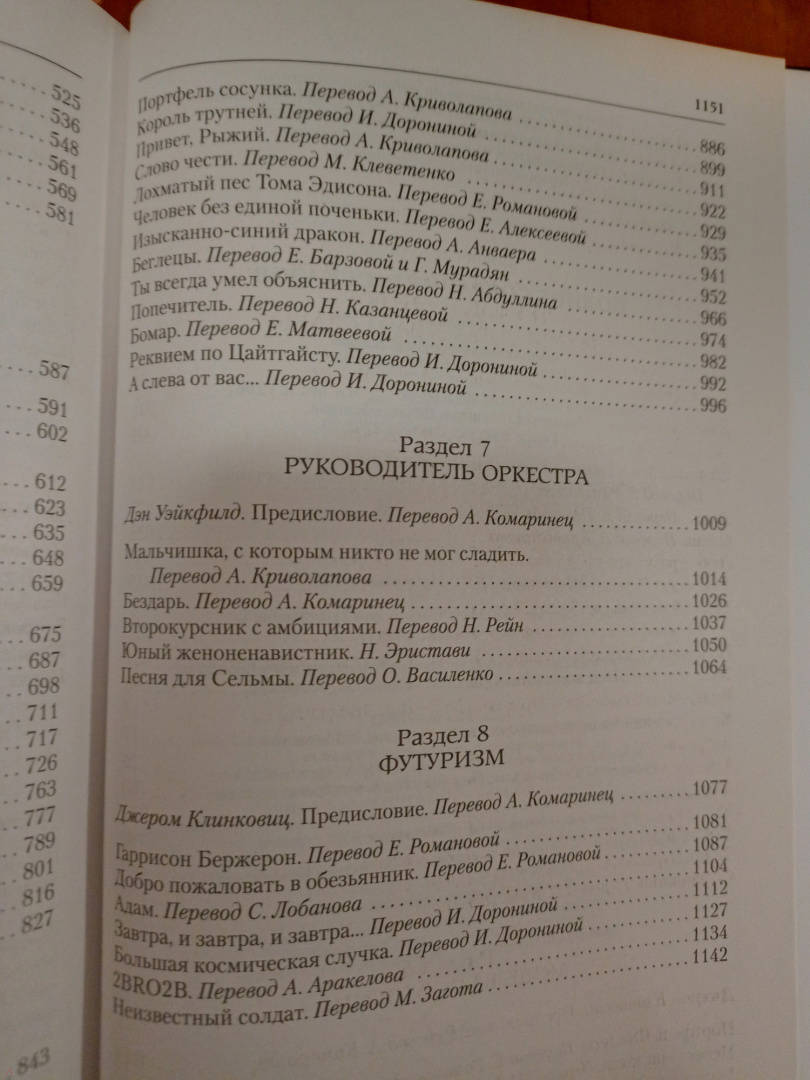 525
536
548
561
569
581
587
591
602
612
623
635
648
659
675
687
698
711
717
726
763
777
789
801
816
827
843
1151
Портфель сосунка. Перевод А. Криволапова 886
Король трутней. Перевод И. Дорониной 899
Привет, Рыжий. Перевод А. Криволапова 911
Слово чести. Перевод М. Клеветенко 922
Лохматый пес Тома Эдисона. Перевод Е. Романовой 929
Человек без единой поченьки. Перевод Е. Алексеевой 935
Изысканно-синий дракон. Перевод А. Анваера 941
Беглецы. Перевод Е. Барзовой и Г. Мурадян 952
Ты всегда умел объяснить. Перевод Н. Абдуллина 966
Попечитель. Перевод Н. Казанцевой 974
Бомар. Перевод Е. Матвеевой 982
Реквием по Цайтгайсту. Перевод И. Дорониной 992
А слева от вас... Перевод И. Дорониной 996
Раздел 7
РУКОВОДИТЕЛЬ ОРКЕСТРА
Дэн Уэйкфилд. Предисловие. Перевод А. Комаринец 1009
Мальчишка, с которым никто не мог сладить.
Перевод А. Криволапова 1014
Бездарь. Перевод А. Комаринец 1026
Второкурсник с амбициями. Перевод Н. Рейн 1037
Юный женоненавистник. Н. Эристави 1050
Песня для Сельмы. Перевод О. Василенко 1064
Раздел 8
ФУТУРИЗМ
Джером Клинковиц. Предисловие. Перевод А. Комаринец 1077
Гаррисон Бержерон. Перевод Е. Романовой 1081
Добро пожаловать в обезьянник. Перевод Е. Романовой 1087
Адам. Перевод С. Лобанова 1104
Завтра, и завтра, и завтра... Перевод И. Дорониной 1112
Большая космическая случка. Перевод И. Дорониной 1127
2BRO2B. Перевод А. Аракелова 1134
Неизвестный солдат. Перевод М. Загота 1142